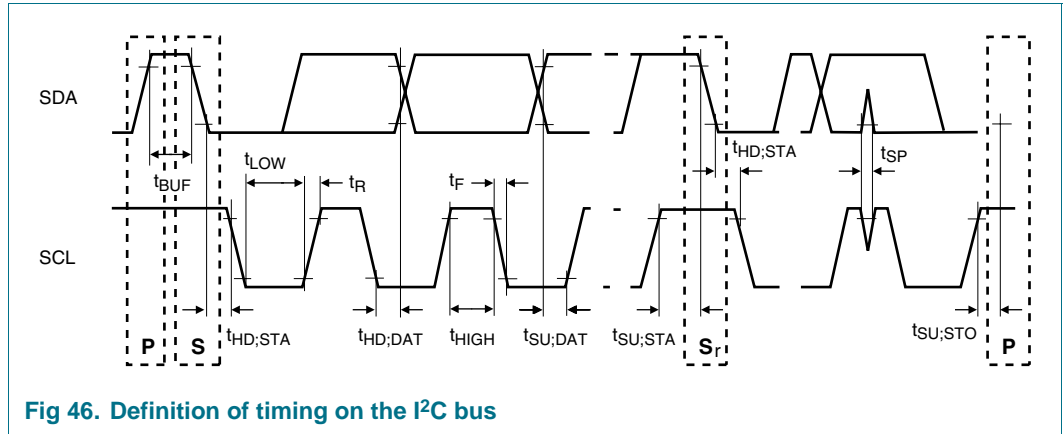 SDA
tBUF
tLOW
tR
tF
tHD;STA
tSP
SCL
tHD;STA
tHD;DAT
tHIGH
tSU;DAT
tSU;STA
tSU;STO
P
S
Sr
P
Fig 46. Definition of timing on the I²C bus